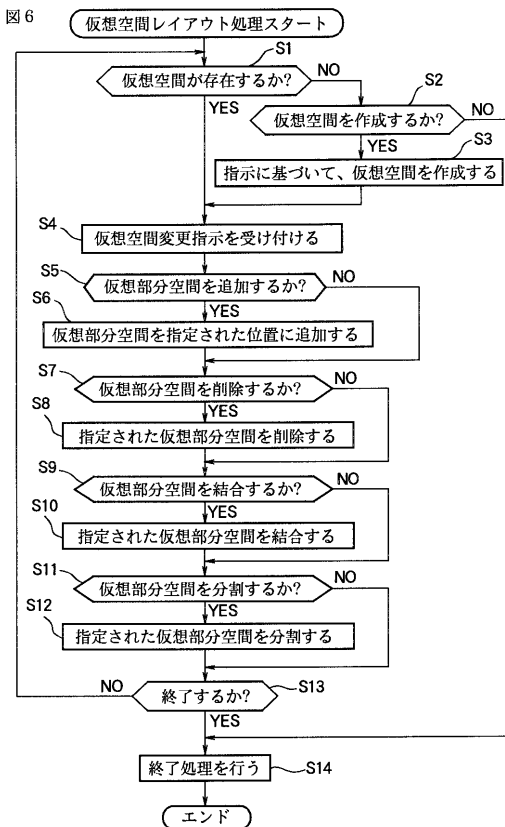 図6
仮想空間レイアウト処理スタート
S1
仮想空間が存在するか?
NO
YES
S2
仮想空間を作成するか?
NO
YES
S3
指示に基づいて、仮想空間を作成する
S4
仮想空間変更指示を受け付ける
S5
仮想部分空間を追加するか?
NO
YES
S6
仮想部分空間を指定された位置に追加する
S7
仮想部分空間を削除するか?
NO
YES
S8
指定された仮想部分空間を削除する
S9
仮想部分空間を結合するか?
NO
YES
S10
指定された仮想部分空間を結合する
S11
仮想部分空間を分割するか?
NO
YES
S12
指定された仮想部分空間を分割する
NO
終了するか?
S13
YES
終了処理を行う
S14
エンド